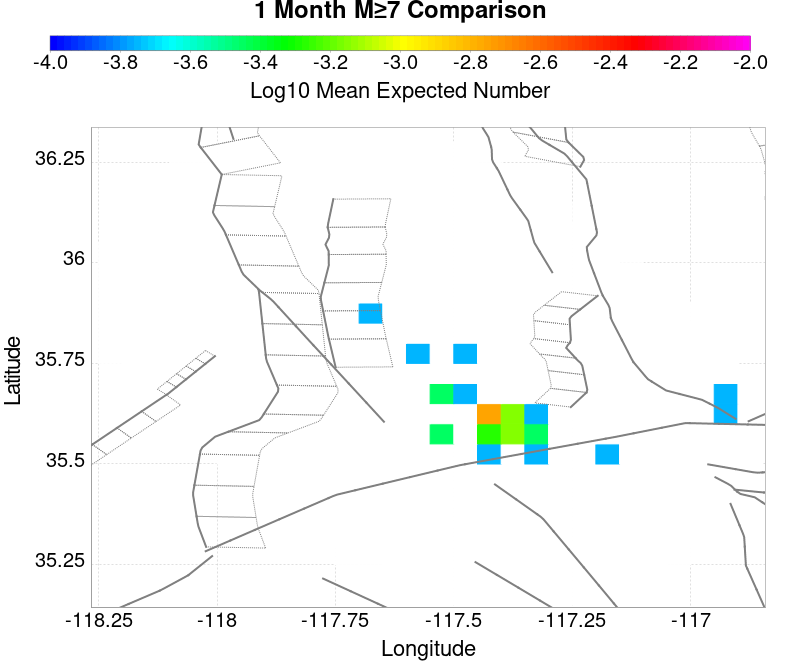 1 Month M≥7 Comparison
-4.0 -3.8 -3.6 -3.4 -3.2 -3.0 -2.8 -2.6 -2.4 -2.2 -2.0
Log10 Mean Expected Number
36.25
36
35.75
35.5
35.25
Latitude
-118.25 -118 -117.75 -117.5 -117.25 -117
Longitude